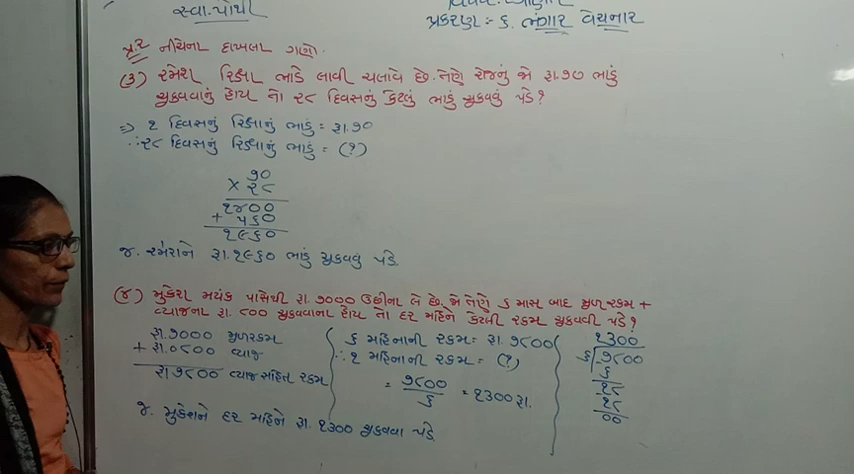 સ્વા.પોથી
પ્રકરણ:- ૬. ભંગાર વેચનાર
પ્ર.૨ નીચેના દાખલા ગણો.
(૩) રમેશ રિક્ષા ભાડે લાવી ચલાવે છે. તેણે રોજનું જો રૂા.૭૦ ભાડું
ચુકવવાનું હોય તો ૨૮ દિવસનું કેટલું ભાડું ચુકવવું પડે?
⇒ ૧ દિવસનું રિક્ષાનું ભાડું = રૂા.૭૦
∴ ૨૮ દિવસનું રિક્ષાનું ભાડું = (?)
૭૦
× ૨૮
૧૪૦૦
+ ૫૬૦
૧૯૬૦
જ. રમેશને રૂા.૧૯૬૦ ભાડું ચુકવવું પડે.
(૪) મુકેશ મયંક પાસેથી રૂા.૭૦૦૦ ઉછીના લે છે. જો તેણે ૬ માસ બાદ મુળ રકમ +
વ્યાજના રૂા. ૮૦૦ ચુકવવાના હોય તો દર મહિને કેટલી રકમ ચુકવવી પડે?
રૂા.૭૦૦૦ મુળરકમ
+ રૂા.૦૮૦૦ વ્યાજ
રૂા.૭૮૦૦ વ્યાજ સહિત રકમ
૬ મહિનાની રકમ = રૂા.૭૮૦૦
∴ ૧ મહિનાની રકમ = (?)
= ૭૮૦૦/૬ = ૧૩૦૦ રૂા.
૧૩૦૦
૬ ) ૭૮૦૦
૬
૧૮
૧૮
૦૦
જ. મુકેશને દર મહિને રૂા. ૧૩૦૦ ચુકવવા પડે.